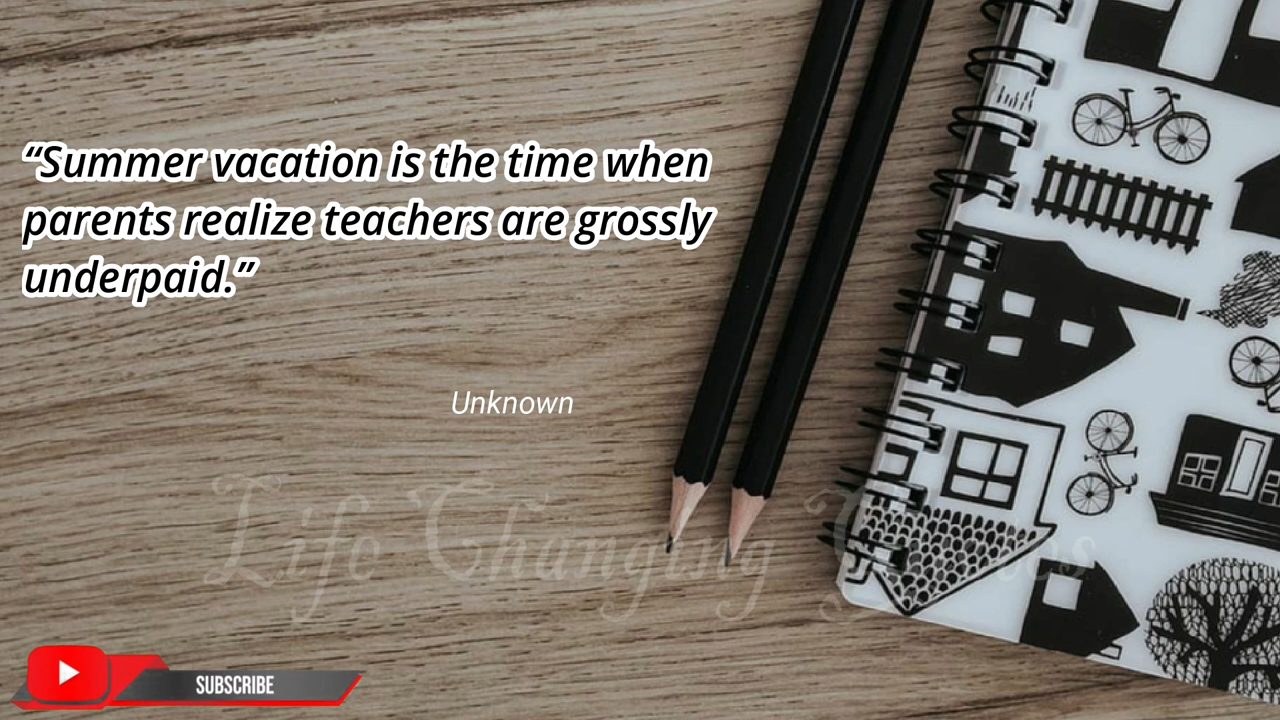 “Summer vacation is the time when
parents realize teachers are grossly
underpaid.”
Unknown
Life Changing
SUBSCRIBE